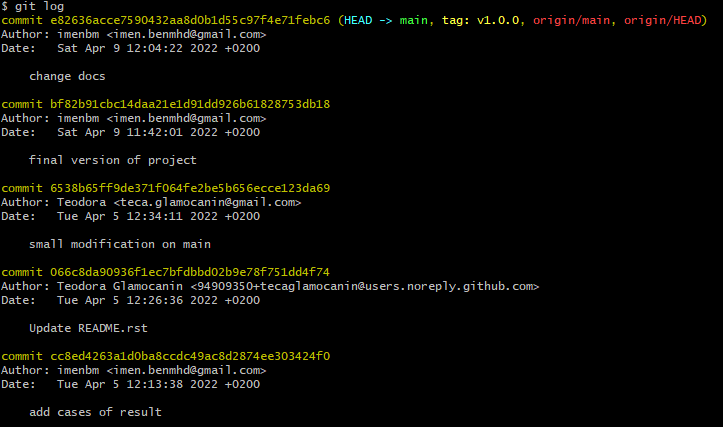 $ git log
commit e82636acce7590432aa8d0b1d55c97f4e71febc6 (HEAD -> main, tag: v1.0.0, origin/main, origin/HEAD)
Author: imenbm <imen.benmhd@gmail.com>
Date:   Sat Apr 9 12:04:22 2022 +0200
change docs
commit bf82b91cbc14daa21e1d91dd926b61828753db18
Author: imenbm <imen.benmhd@gmail.com>
Date:   Sat Apr 9 11:42:01 2022 +0200
final version of project
commit 6538b65ff9de371f064fe2be5b656ecce123da69
Author: Teodora <teca.glamocanin@gmail.com>
Date:   Tue Apr 5 12:34:11 2022 +0200
small modification on main
commit 066c8da90936f1ec7bfdbbd02b9e78f751dd4f74
Author: Teodora Glamocanin <94909350+tecaglamocanin@users.noreply.github.com>
Date:   Tue Apr 5 12:26:36 2022 +0200
Update README.rst
commit cc8ed4263a1d0ba8ccdc49ac8d2874ee303424f0
Author: imenbm <imen.benmhd@gmail.com>
Date:   Tue Apr 5 12:13:38 2022 +0200
add cases of result